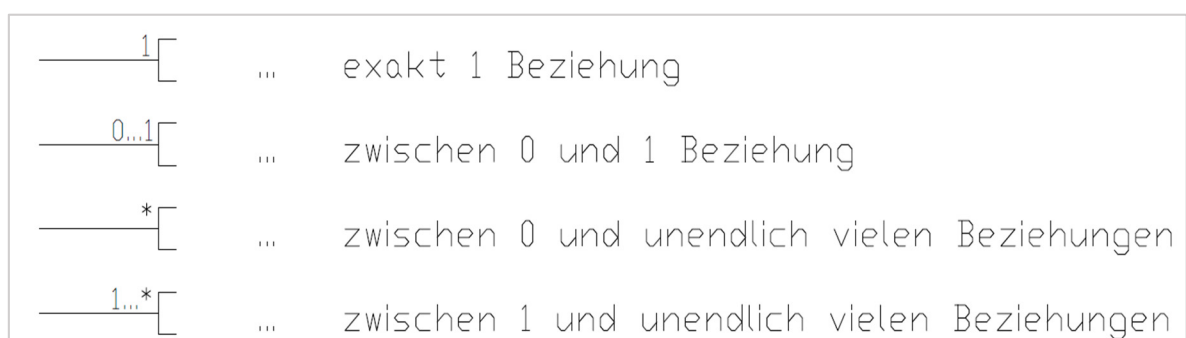 1 ... exakt 1 Beziehung
0...1 ... zwischen 0 und 1 Beziehung
* ... zwischen 0 und unendlich vielen Beziehungen
1...* ... zwischen 1 und unendlich vielen Beziehungen